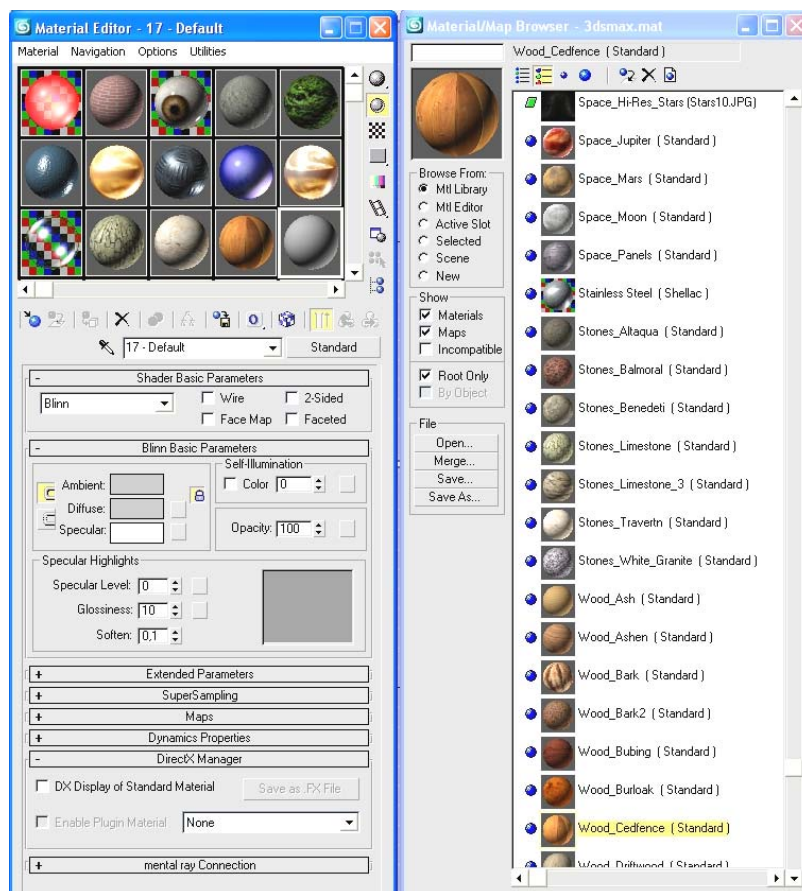 Material Editor - 17 - Default
Material Navigation Options Utilities
17 - Default
Standard
Shader Basic Parameters
Blinn
Wire
2-Sided
Face Map
Faceted
Blinn Basic Parameters
Self-Illumination
Ambient:
Color 0
Diffuse:
Specular:
Opacity: 100
Specular Highlights
Specular Level: 0
Glossiness: 10
Soften: 0,1
Extended Parameters
SuperSampling
Maps
Dynamics Properties
DirectX Manager
DX Display of Standard Material
Save as .FX File
Enable Plugin Material
None
mental ray Connection
Material/Map Browser - 3dsmax.mat
Wood_Cedfence ( Standard )
Browse From:
Mtl Library
Mtl Editor
Active Slot
Selected
Scene
New
Show
Materials
Maps
Incompatible
Root Only
By Object
File
Open...
Merge...
Save...
Save As...
Space_Hi-Res_Stars (Stars10.JPG)
Space_Jupiter ( Standard )
Space_Mars ( Standard )
Space_Moon ( Standard )
Space_Panels ( Standard )
Stainless Steel ( Shellac )
Stones_Altaqua ( Standard )
Stones_Balmoral ( Standard )
Stones_Benedeti ( Standard )
Stones_Limestone ( Standard )
Stones_Limestone_3 ( Standard )
Stones_Travertn ( Standard )
Stones_White_Granite ( Standard )
Wood_Ash ( Standard )
Wood_Ashen ( Standard )
Wood_Bark ( Standard )
Wood_Bark2 ( Standard )
Wood_Bubing ( Standard )
Wood_Burloak ( Standard )
Wood_Cedfence ( Standard )
Wood_Driftwood ( Standard )